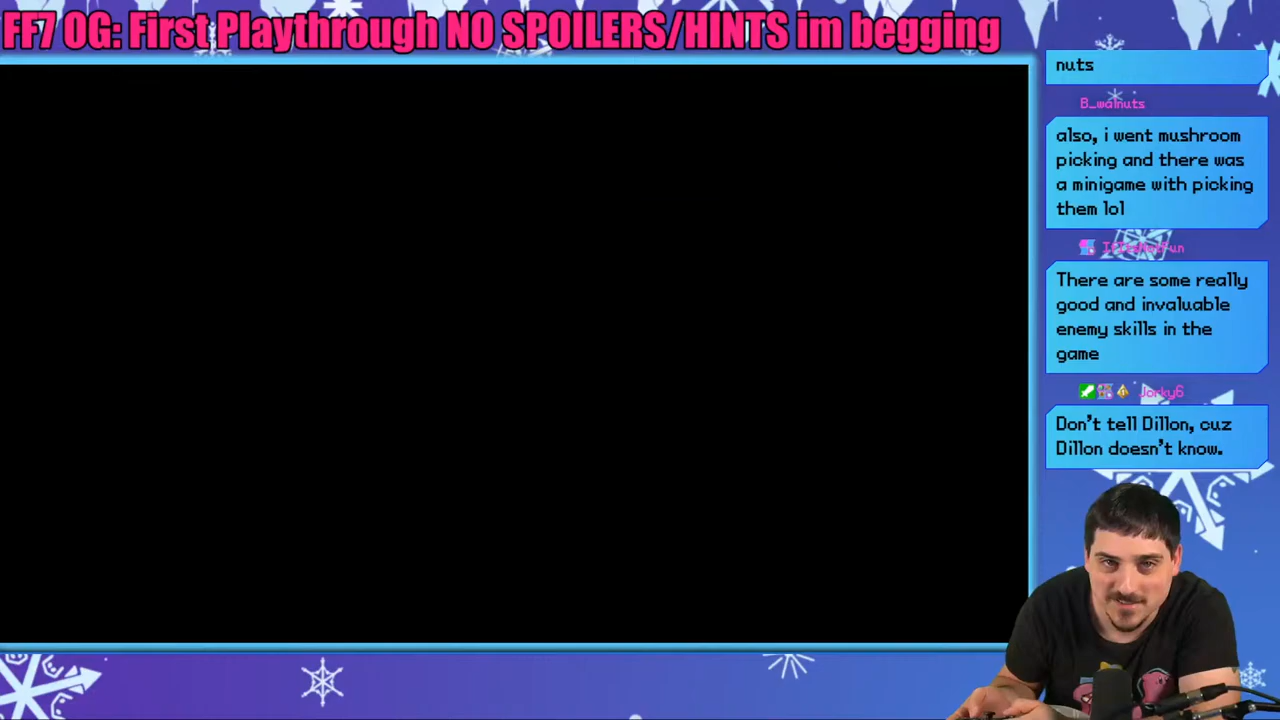 FF7 OG: First Playthrough NO SPOILERS/HINTS im begging
nuts
B_walnuts
also, i went mushroom
picking and there was
a minigame with picking
them lol
There are some really
good and invaluable
enemy skills in the
game
Jorky6
Don't tell Dillon, cuz
Dillon doesn't know.